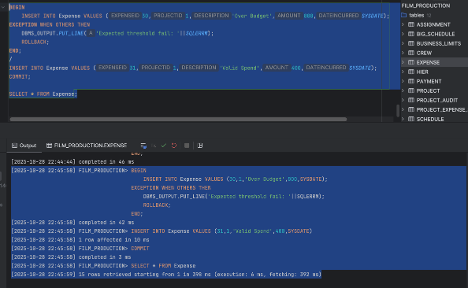 BEGIN
INSERT INTO Expense VALUES ( EXPENSEID 30, PROJECTID 1, DESCRIPTION 'Over Budget', AMOUNT 800, DATEINCURRED SYSDATE);
EXCEPTION WHEN OTHERS THEN
DBMS_OUTPUT.PUT_LINE( A 'Expected threshold fail: '||SQLERRM);
ROLLBACK;
END;
/
INSERT INTO Expense VALUES ( EXPENSEID 31, PROJECTID 1, DESCRIPTION 'Valid Spend', AMOUNT 400, DATEINCURRED SYSDATE);
COMMIT;
SELECT * FROM Expense;
FILM_PRODUCTION
tables
ASSIGNMENT
BIG_SCHEDULE
BUSINESS_LIMITS
CREW
EXPENSE
HIER
PAYMENT
PROJECT
PROJECT_AUDIT
PROJECT_EXPENSE
SCHEDULE
Output FILM_PRODUCTION.EXPENSE
END;
[2025-10-28 22:44:44] completed in 46 ms
[2025-10-28 22:45:58] FILM_PRODUCTION> BEGIN
INSERT INTO Expense VALUES (30,1,'Over Budget',800,SYSDATE);
EXCEPTION WHEN OTHERS THEN
DBMS_OUTPUT.PUT_LINE('Expected threshold fail: '||SQLERRM);
ROLLBACK;
END;
[2025-10-28 22:45:58] completed in 42 ms
[2025-10-28 22:45:58] FILM_PRODUCTION> INSERT INTO Expense VALUES (31,1,'Valid Spend',400,SYSDATE)
[2025-10-28 22:45:58] 1 row affected in 10 ms
[2025-10-28 22:45:58] FILM_PRODUCTION> COMMIT
[2025-10-28 22:45:58] completed in 3 ms
[2025-10-28 22:45:58] FILM_PRODUCTION> SELECT * FROM Expense
[2025-10-28 22:45:59] 15 rows retrieved starting from 1 in 398 ms (execution: 6 ms, fetching: 392 ms)